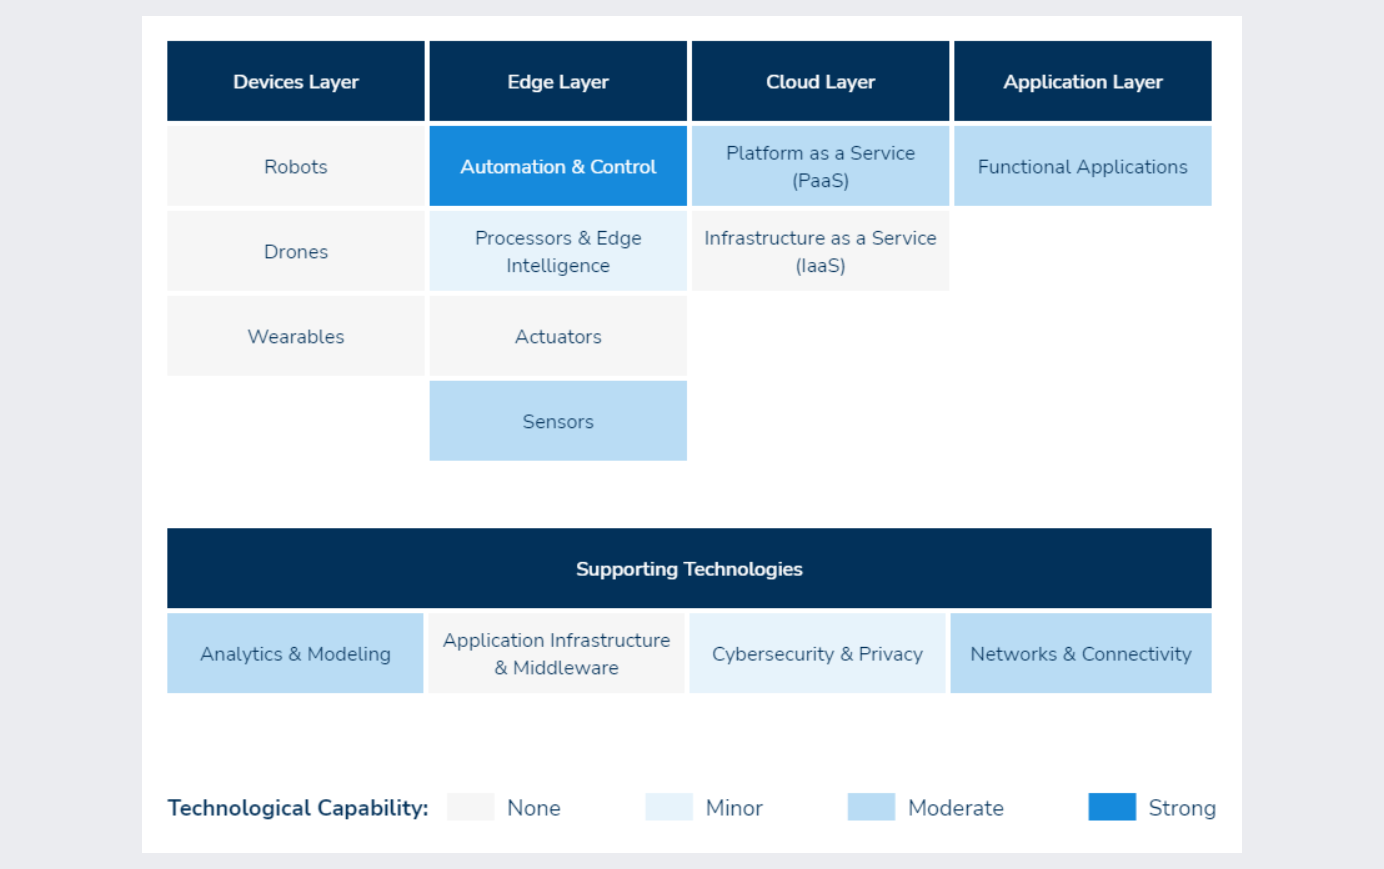 Devices Layer
Edge Layer
Cloud Layer
Application Layer
Robots
Automation & Control
Platform as a Service
(PaaS)
Functional Applications
Drones
Processors & Edge
Intelligence
Infrastructure as a Service
(IaaS)
Wearables
Actuators
Sensors
Supporting Technologies
Analytics & Modeling
Application Infrastructure
& Middleware
Cybersecurity & Privacy
Networks & Connectivity
Technological Capability:
None
Minor
Moderate
Strong